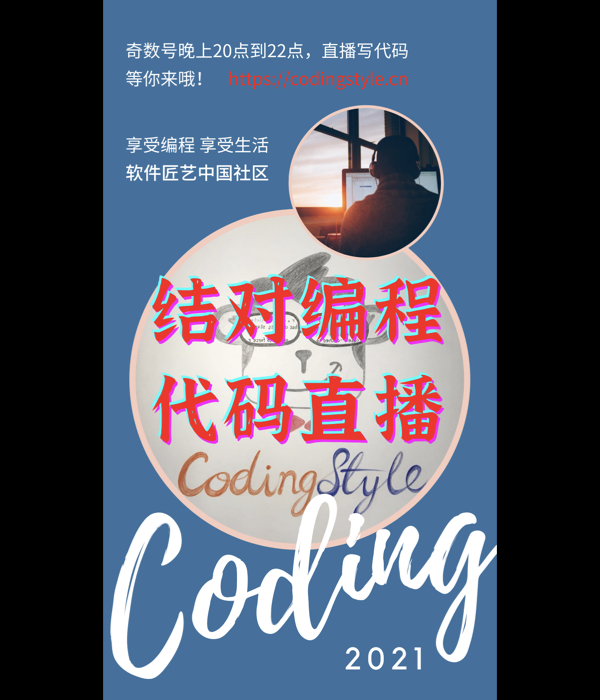 奇数号晚上20点到22点，直播写代码
等你来哦！ https://codingstyle.cn
享受编程 享受生活
软件匠艺中国社区
结对编程
代码直播
CodingStyle
Coding
2021